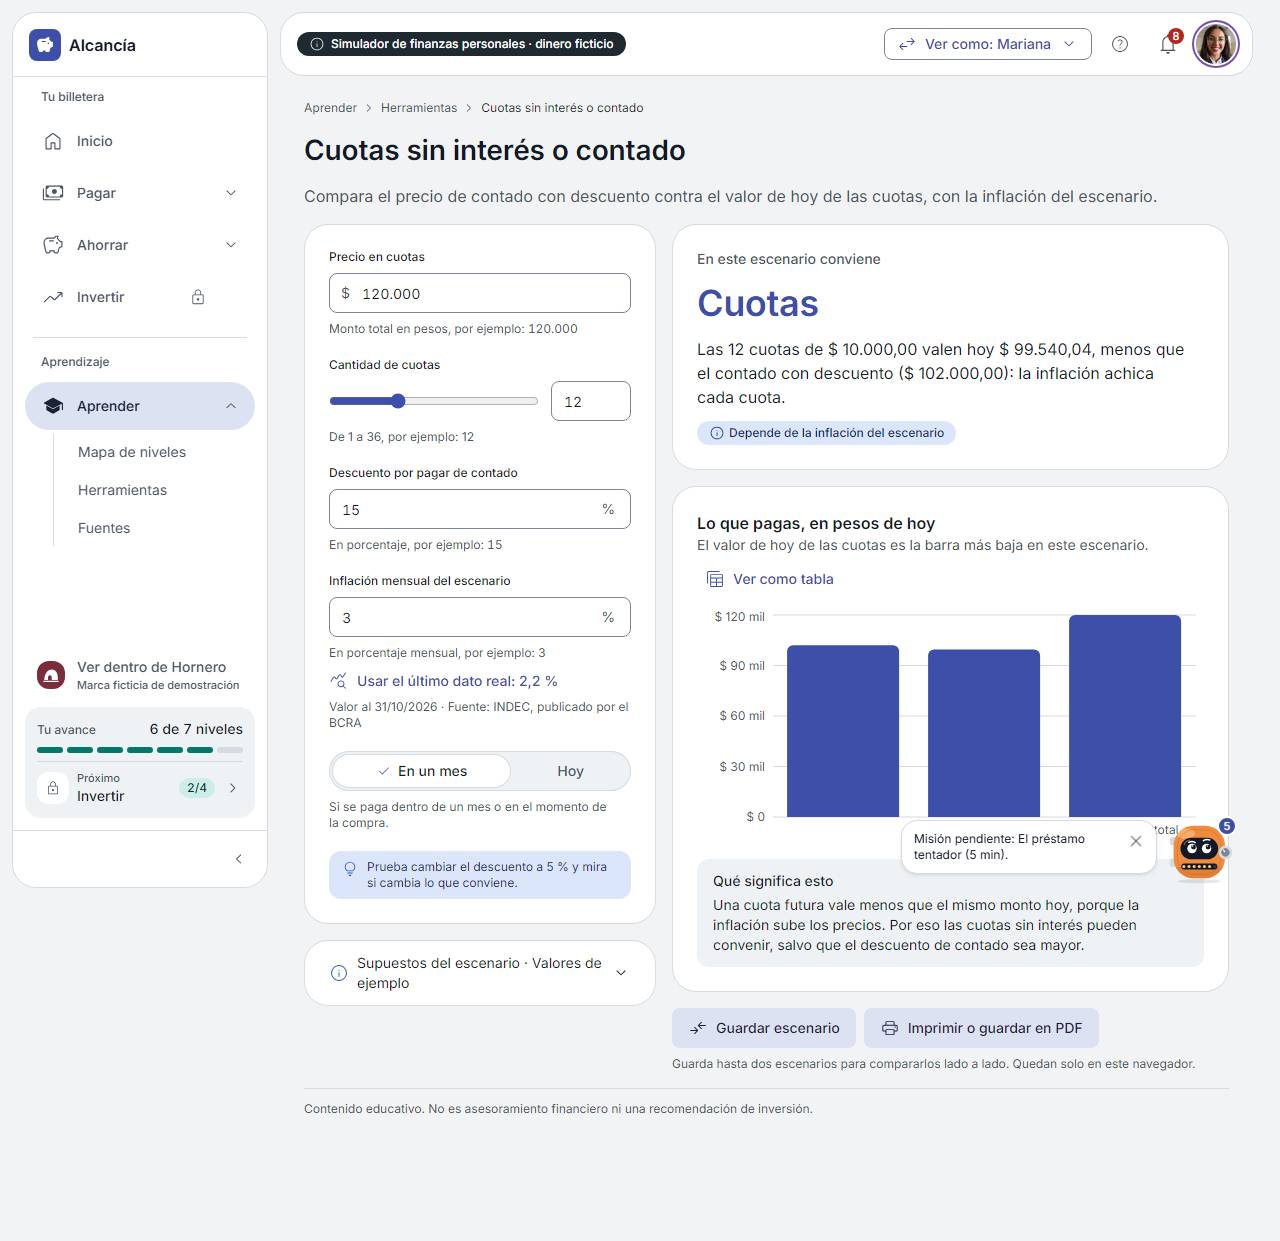 Alcancía
Simulador de finanzas personales · dinero ficticio
Ver como: Mariana
8
Tu billetera
Inicio
Pagar
Ahorrar
Invertir
Aprendizaje
Aprender
Mapa de niveles
Herramientas
Fuentes
Ver dentro de Hornero
Marca ficticia de demostración
Tu avance
6 de 7 niveles
Próximo
Invertir
2/4
Aprender > Herramientas > Cuotas sin interés o contado
Cuotas sin interés o contado
Compara el precio de contado con descuento contra el valor de hoy de las cuotas, con la inflación del escenario.
Precio en cuotas
$ 120.000
Monto total en pesos, por ejemplo: 120.000
Cantidad de cuotas
12
De 1 a 36, por ejemplo: 12
Descuento por pagar de contado
15 %
En porcentaje, por ejemplo: 15
Inflación mensual del escenario
3 %
En porcentaje mensual, por ejemplo: 3
Usar el último dato real: 2,2 %
Valor al 31/10/2026 · Fuente: INDEC, publicado por el
BCRA
En un mes
Hoy
Si se paga dentro de un mes o en el momento de
la compra.
Prueba cambiar el descuento a 5 % y mira
si cambia lo que conviene.
Supuestos del escenario · Valores de
ejemplo
En este escenario conviene
Cuotas
Las 12 cuotas de $ 10.000,00 valen hoy $ 99.540,04, menos que
el contado con descuento ($ 102.000,00): la inflación achica
cada cuota.
Depende de la inflación del escenario
Lo que pagas, en pesos de hoy
El valor de hoy de las cuotas es la barra más baja en este escenario.
Ver como tabla
$ 120 mil
$ 90 mil
$ 60 mil
$ 30 mil
$ 0
total
Misión pendiente: El préstamo
tentador (5 min).
5
Qué significa esto
Una cuota futura vale menos que el mismo monto hoy, porque la
inflación sube los precios. Por eso las cuotas sin interés pueden
convenir, salvo que el descuento de contado sea mayor.
Guardar escenario
Imprimir o guardar en PDF
Guarda hasta dos escenarios para compararlos lado a lado. Quedan solo en este navegador.
Contenido educativo. No es asesoramiento financiero ni una recomendación de inversión.